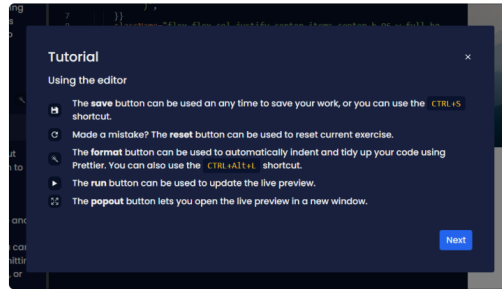 ing
7 }}
Tutorial
×
Using the editor
The save button can be used an any time to save your work, or you can use the CTRL+S
shortcut.
Made a mistake? The reset button can be used to reset current exercise.
The format button can be used to automatically indent and tidy up your code using
Prettier. You can also use the CTRL+Alt+L shortcut.
The run button can be used to update the live preview.
The popout button lets you open the live preview in a new window.
Next
and
, or